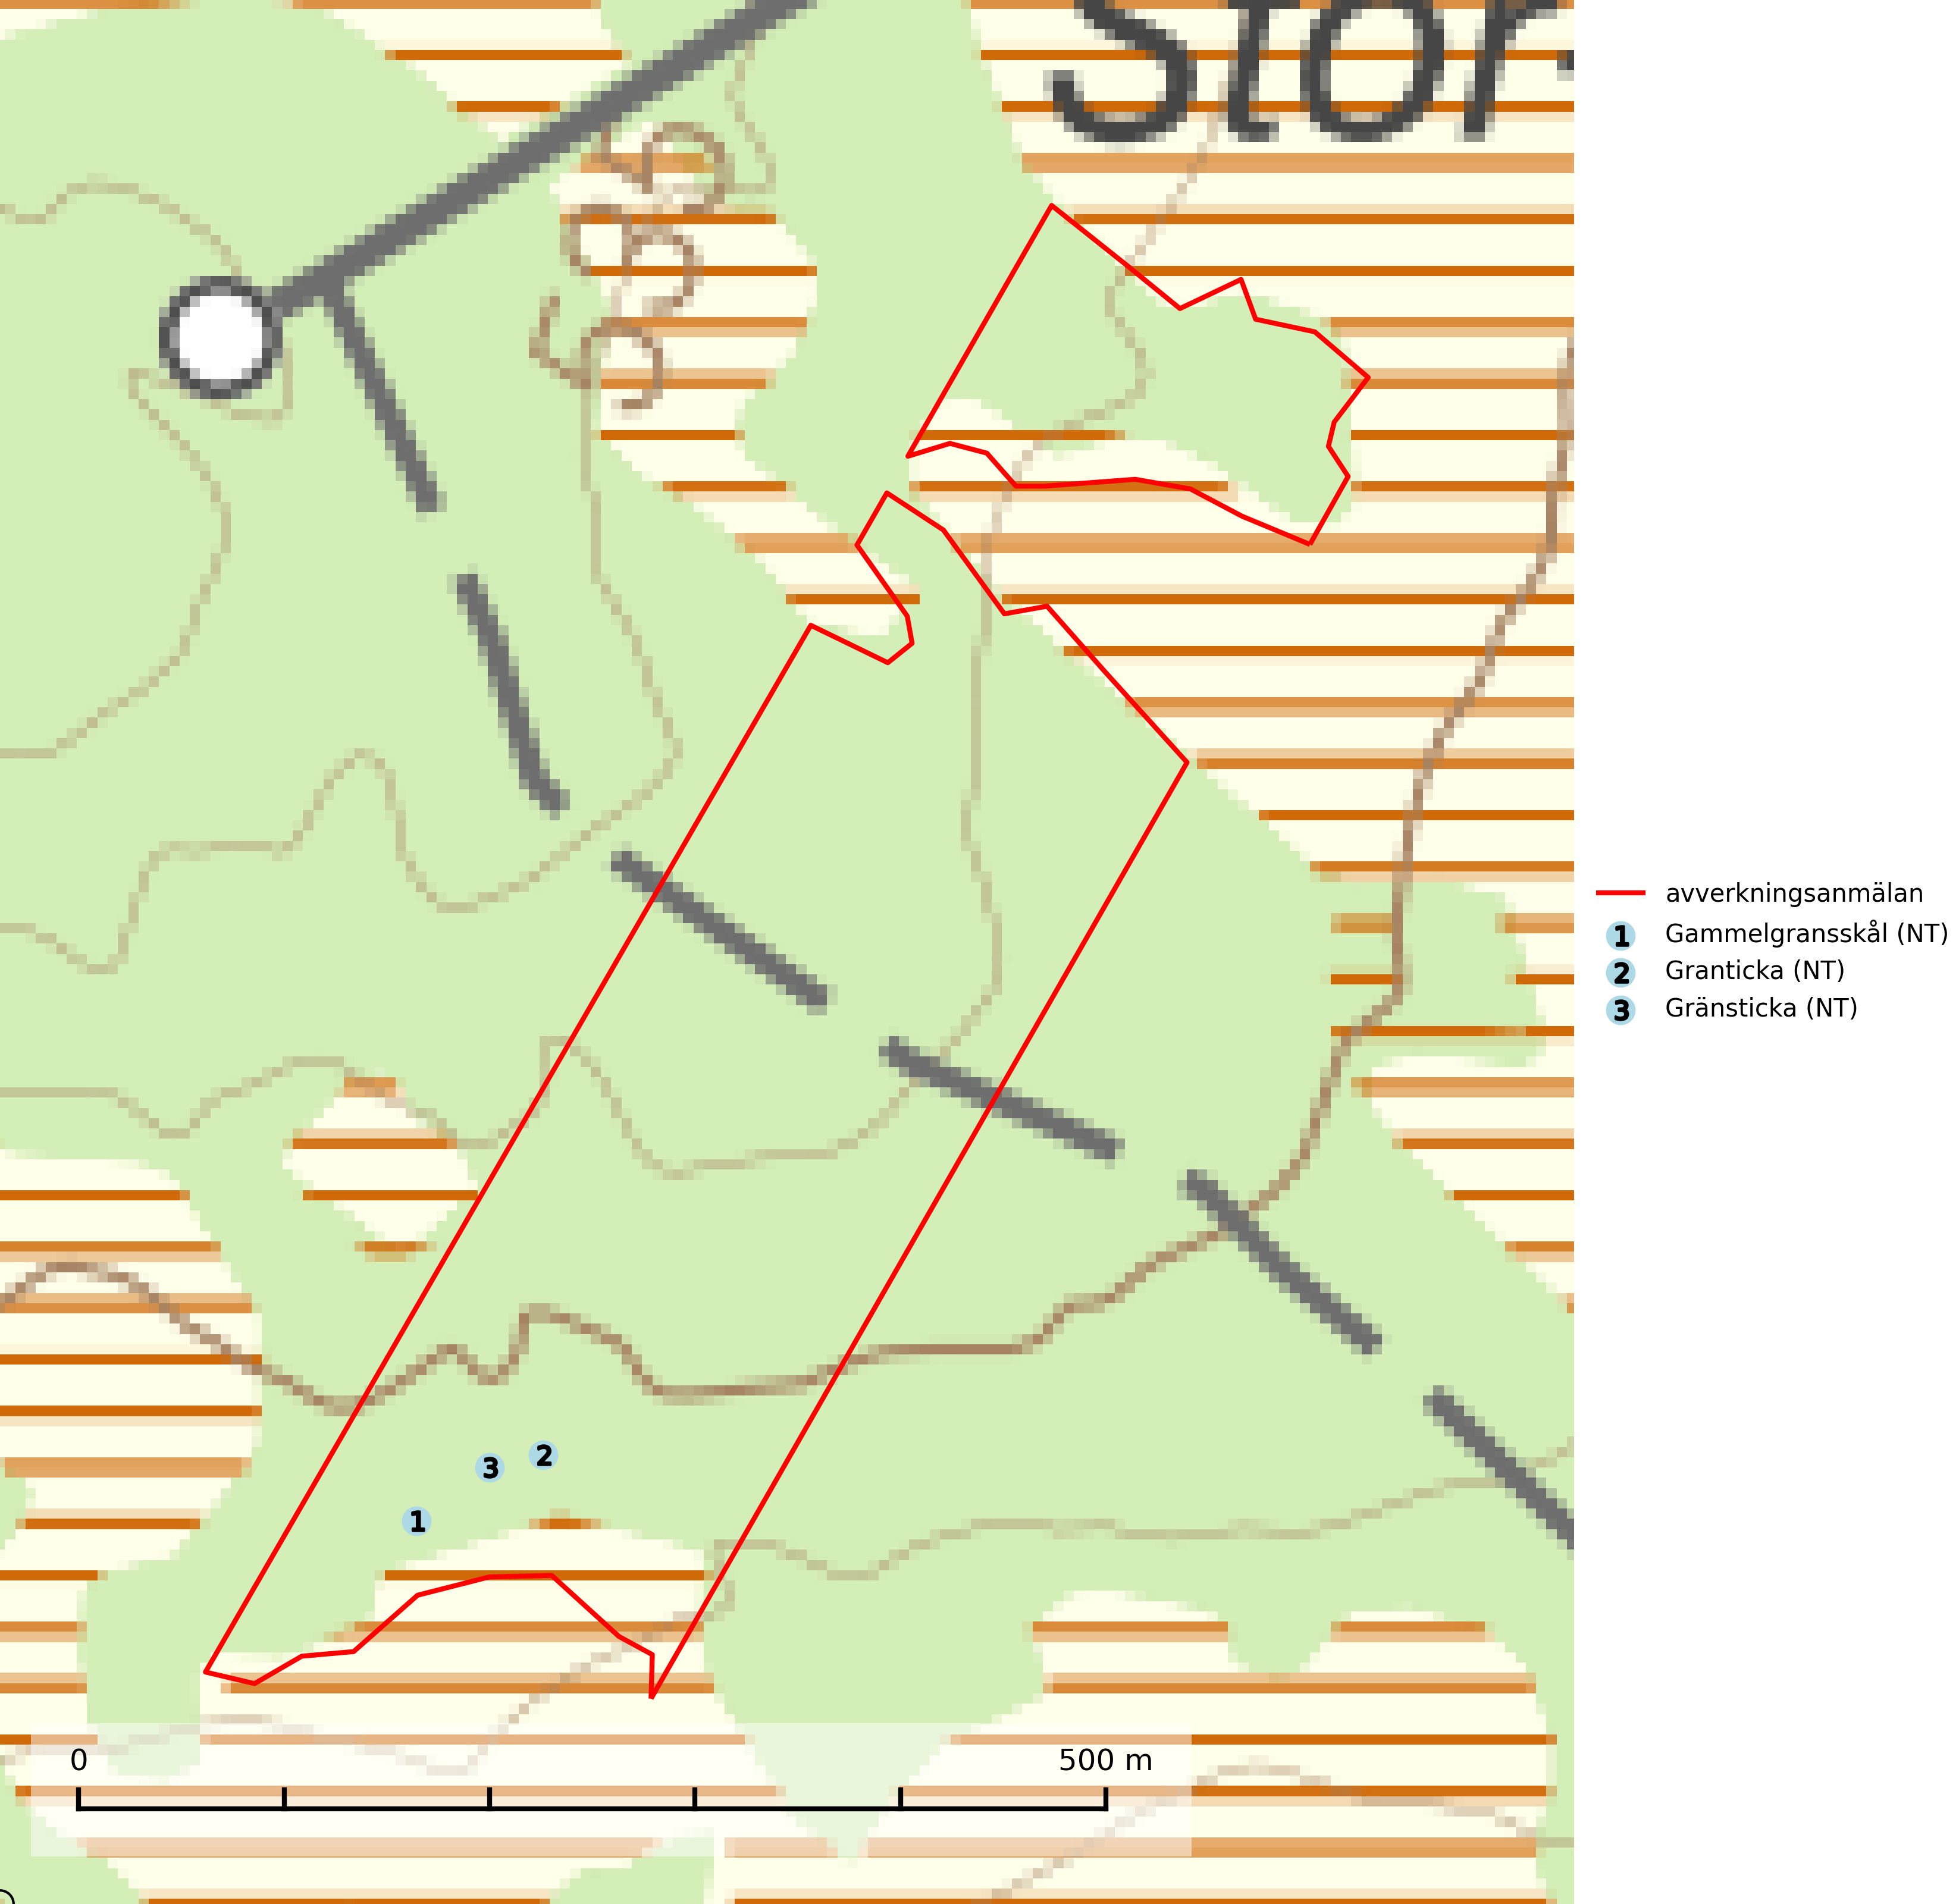 Stor
avverkningsanmälan
1 Gammelgransskål (NT)
2 Granticka (NT)
3 Gränsticka (NT)
3 2
1
0 500 m